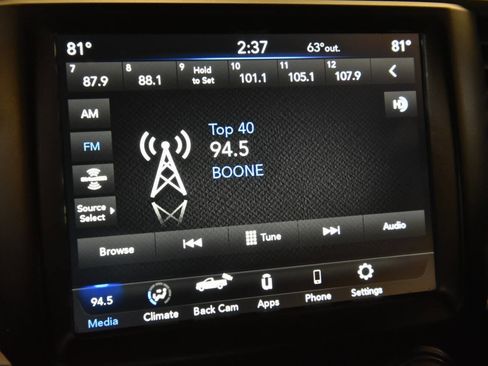 81°
2:37
63°out.
81°
7
87.9
8
88.1
9
Hold
to Set
10
101.1
11
105.1
12
107.9
AM
HD
FM
Top 40
94.5
BOONE
Source
Select
Browse
Tune
Audio
94.5
Media
Climate
Back Cam
Apps
Phone
Settings